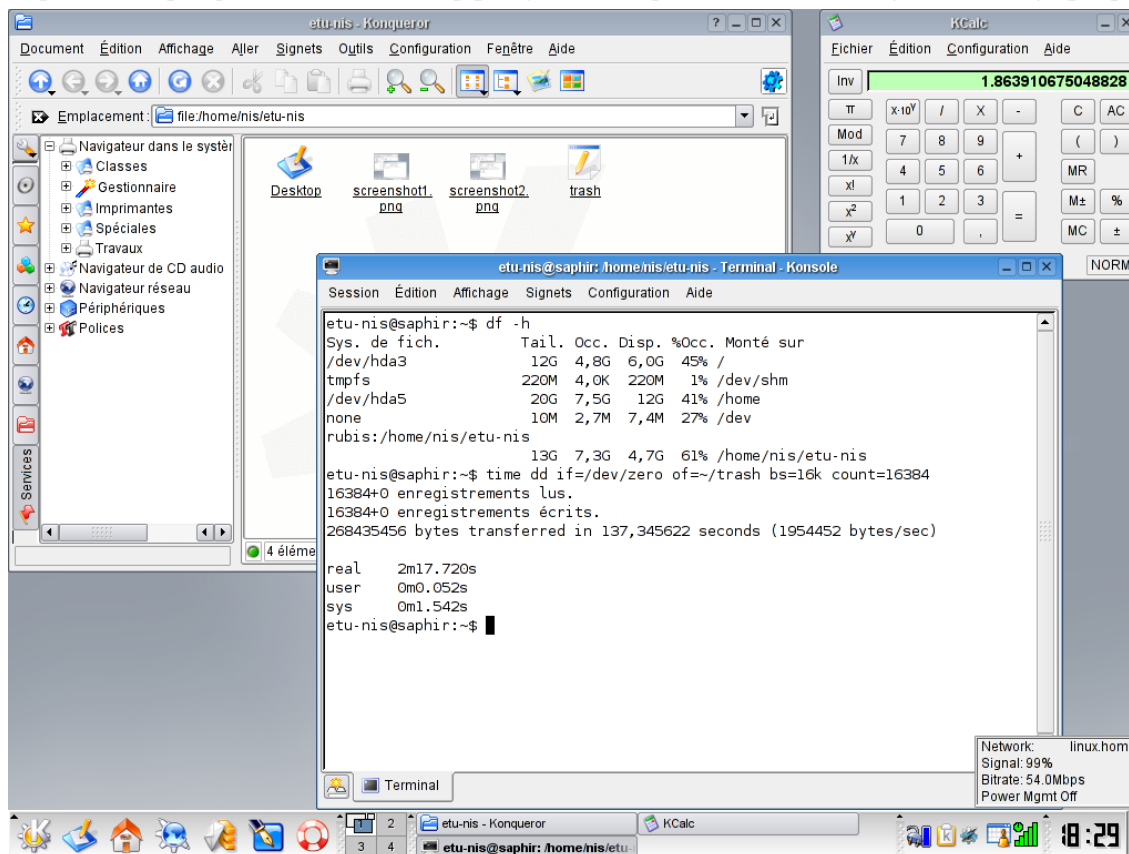 etu-nis - Konqueror
Document Édition Affichage Aller Signets Outils Configuration Fenêtre Aide
Emplacement : file:/home/nis/etu-nis
Navigateur dans le systèr
Classes
Gestionnaire
Imprimantes
Spéciales
Travaux
Navigateur de CD audio
Navigateur réseau
Périphériques
Polices
Services
Desktop
screenshot1.
png
screenshot2.
png
trash
4 éléme
KCalc
Eichier Édition Configuration Aide
Inv 1.863910675048828
π X·10^Y / X - C AC
Mod 7 8 9 + ( )
1/x 4 5 6 MR
x! 1 2 3 = M± %
x² 0 , MC ±
x^y
NORM
etu-nis@saphir: /home/nis/etu-nis - Terminal - Konsole
Session Édition Affichage Signets Configuration Aide
etu-nis@saphir:~$ df -h
Sys. de fich. Tail. Occ. Disp. %Occ. Monté sur
/dev/hda3 12G 4,8G 6,0G 45% /
tmpfs 220M 4,0K 220M 1% /dev/shm
/dev/hda5 20G 7,5G 12G 41% /home
none 10M 2,7M 7,4M 27% /dev
rubis:/home/nis/etu-nis
13G 7,3G 4,7G 61% /home/nis/etu-nis
etu-nis@saphir:~$ time dd if=/dev/zero of=~/trash bs=16k count=16384
16384+0 enregistrements lus.
16384+0 enregistrements écrits.
268435456 bytes transferred in 137,345622 seconds (1954452 bytes/sec)
real 2m17.720s
user 0m0.052s
sys 0m1.542s
etu-nis@saphir:~$
Terminal
Network: linux.hom
Signal: 99%
Bitrate: 54.0Mbps
Power Mgmt Off
1 2
3 4
etu-nis - Konqueror
KCalc
etu-nis@saphir: /home/nis/etu-
18:29